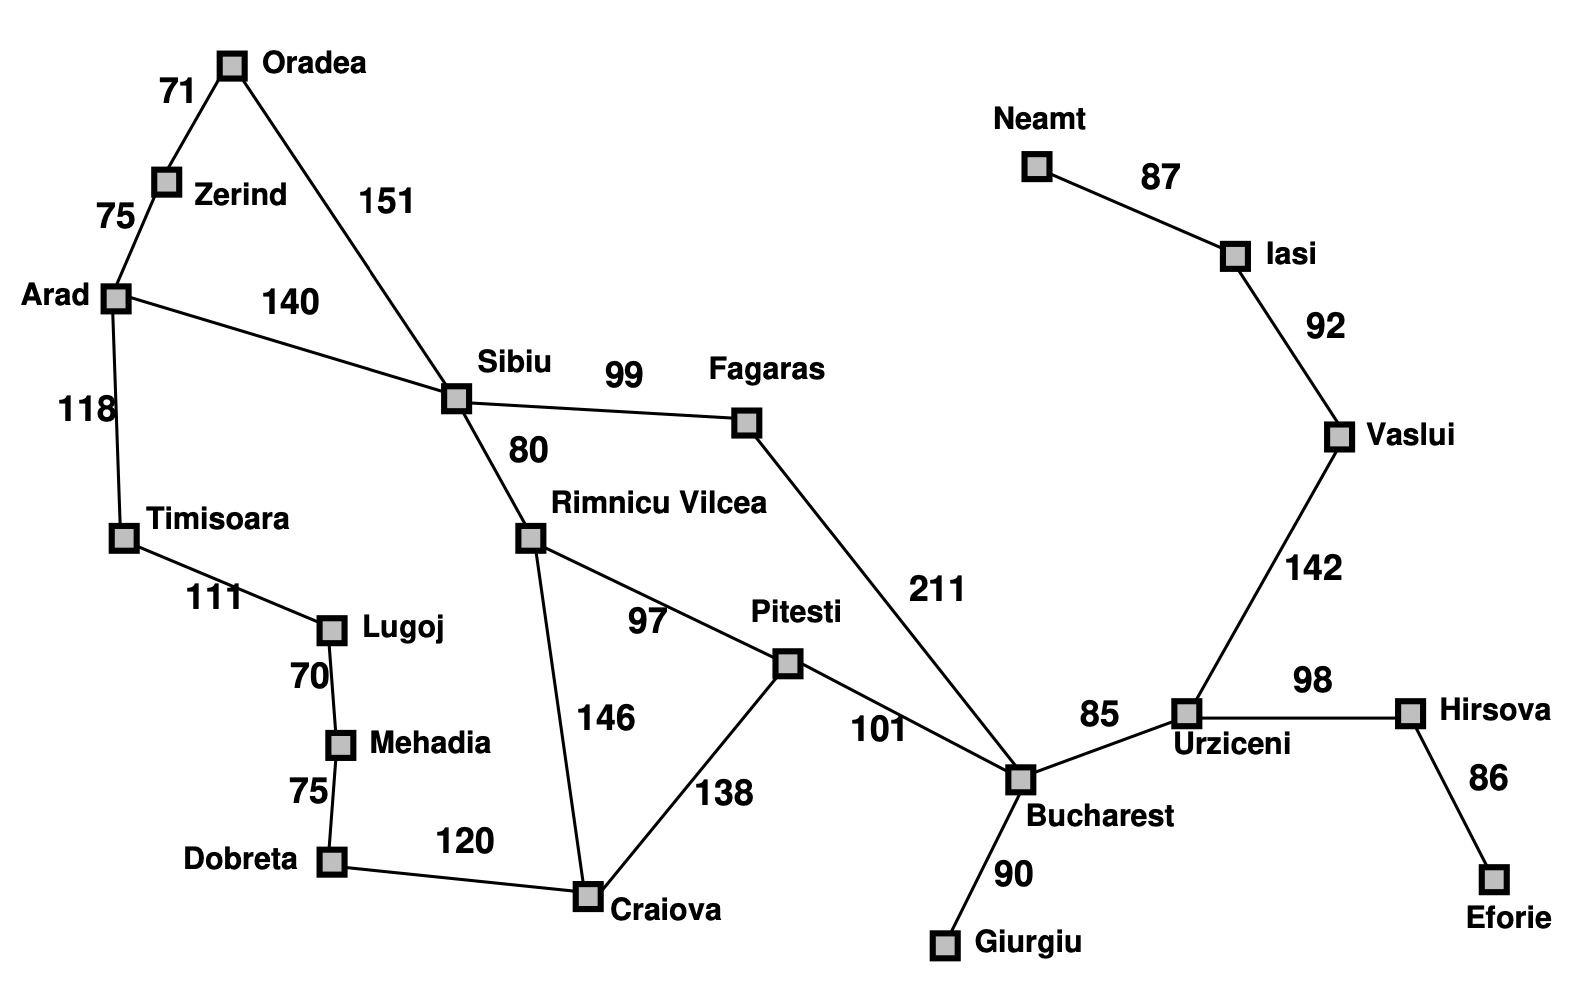 Oradea
71
Neamt
87
Zerind
151
75
Iasi
Arad
140
92
Sibiu
99
Fagaras
118
Vaslui
80
Rimnicu Vilcea
Timisoara
142
211
111
97
Pitesti
Lugoj
70
98
146
101
85
Hirsova
Mehadia
Urziceni
75
138
86
Bucharest
120
Dobreta
90
Craiova
Eforie
Giurgiu